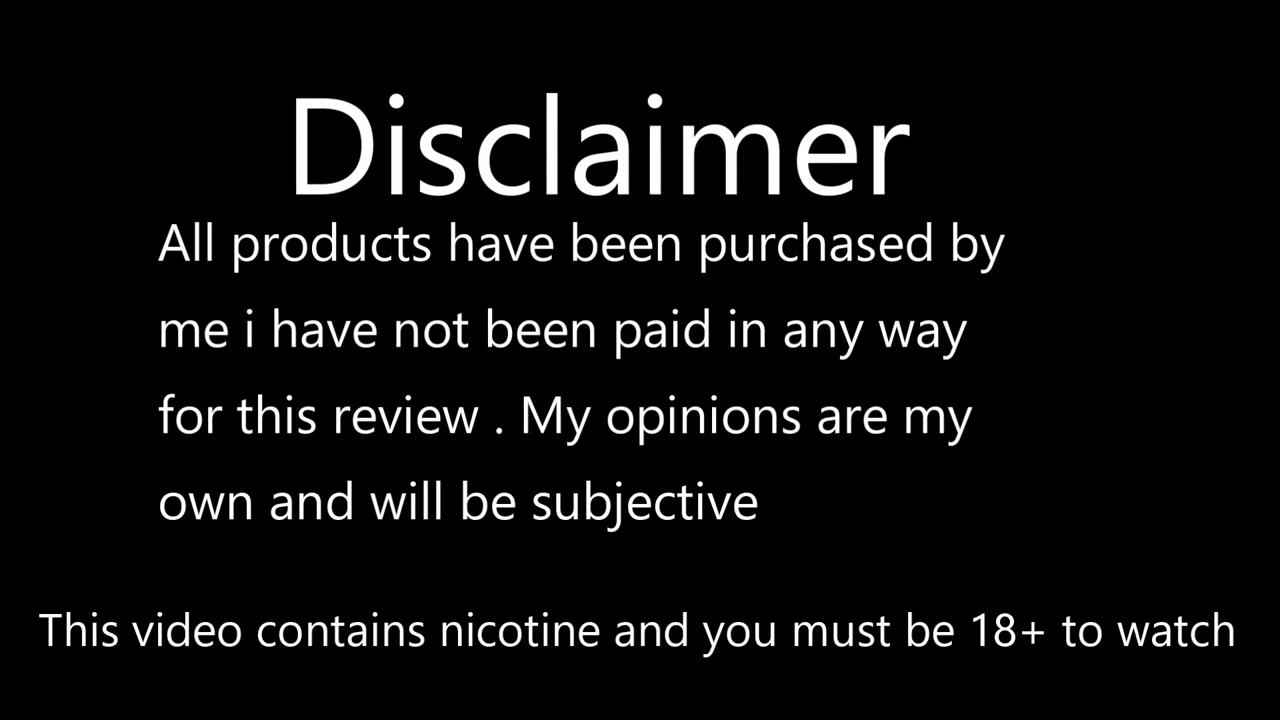 Disclaimer
All products have been purchased by
me i have not been paid in any way
for this review . My opinions are my
own and will be subjective
This video contains nicotine and you must be 18+ to watch